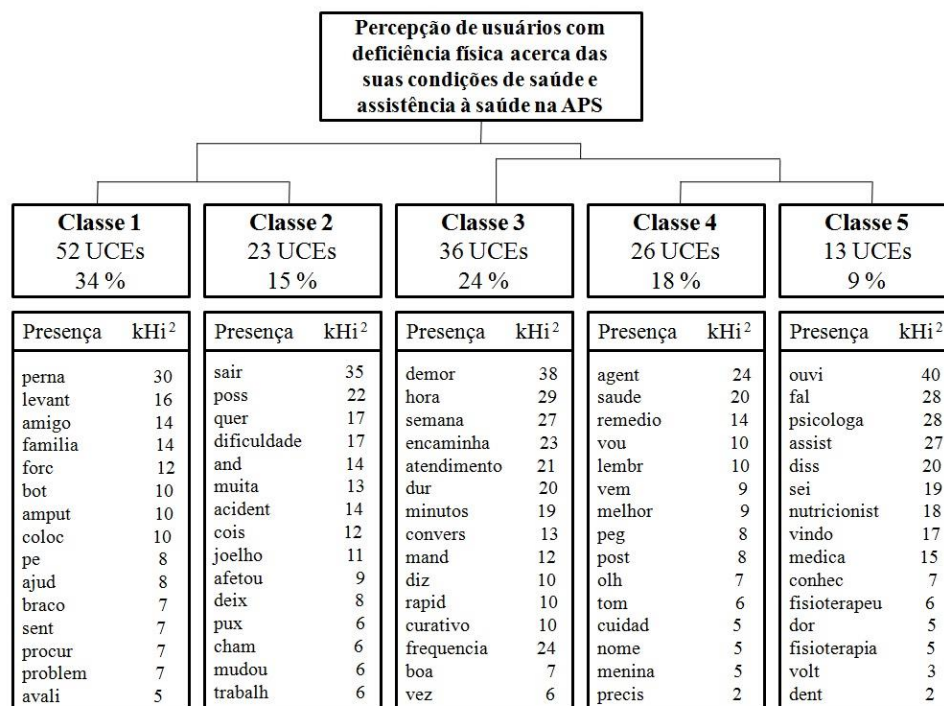 Percepção de usuários com
deficiência física acerca das
suas condições de saúde e
assistência à saúde na APS
Classe 1
52 UCEs
34 %
Classe 2
23 UCEs
15 %
Classe 3
36 UCEs
24 %
Classe 4
26 UCEs
18 %
Classe 5
13 UCEs
9 %
Presença kHi²
perna 30
levant 16
amigo 14
familia 14
forc 12
bot 10
amput 10
coloc 10
pe 8
ajud 8
braco 7
sent 7
procur 7
problem 7
avali 5
Presença kHi²
sair 35
poss 22
quer 17
dificuldade 17
and 14
muita 13
acident 14
cois 12
joelho 11
afetou 9
deix 8
pux 6
cham 6
mudou 6
trabalh 6
Presença kHi²
demor 38
hora 29
semana 27
encaminha 23
atendimento 21
dur 20
minutos 19
convers 13
mand 12
diz 10
rapid 10
curativo 10
frequencia 24
boa 7
vez 6
Presença kHi²
agent 24
saude 20
remedio 14
vou 10
lembr 10
vem 9
melhor 9
peg 8
post 8
olh 7
tom 6
cuidad 5
nome 5
menina 5
precis 2
Presença kHi²
ouvi 40
fal 28
psicologa 28
assist 27
diss 20
sei 19
nutricionist 18
vindo 17
medica 15
conhec 7
fisioterapeu 6
dor 5
fisioterapia 5
volt 3
dent 2